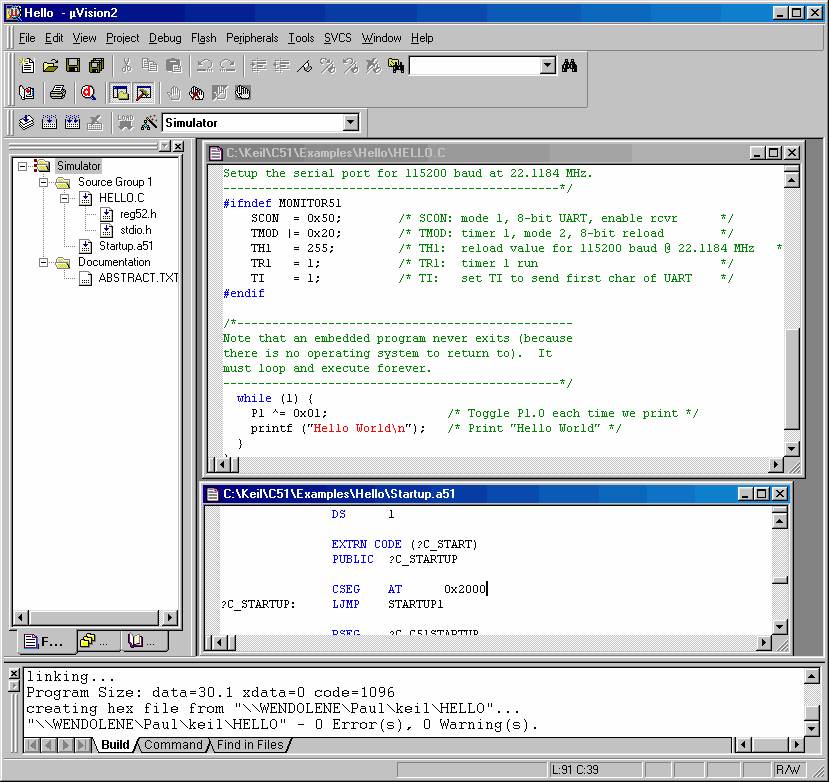 Hello - µVision2
File Edit View Project Debug Flash Peripherals Tools SVCS Window Help
LOAD
Simulator
Simulator
Source Group 1
HELLO.C
reg52.h
stdio.h
Startup.a51
Documentation
ABSTRACT.TXT
F... ... ...
C:\Keil\C51\Examples\Hello\HELLO.C
Setup the serial port for 115200 baud at 22.1184 MHz.
------------------------------------------------*/
#ifndef MONITOR51
    SCON  = 0x50;        /* SCON: mode 1, 8-bit UART, enable rcvr      */
    TMOD |= 0x20;        /* TMOD: timer 1, mode 2, 8-bit reload        */
    TH1   = 255;         /* TH1:  reload value for 115200 baud @ 22.1184 MHz   *
    TR1   = 1;           /* TR1:  timer 1 run                          */
    TI    = 1;           /* TI:   set TI to send first char of UART    */
#endif
/*------------------------------------------------
Note that an embedded program never exits (because
there is no operating system to return to).  It
must loop and execute forever.
------------------------------------------------*/
  while (1) {
    P1 ^= 0x01;                 /* Toggle P1.0 each time we print */
    printf ("Hello World\n");   /* Print "Hello World" */
  }
C:\Keil\C51\Examples\Hello\Startup.a51
DS      1
EXTRN CODE (?C_START)
PUBLIC  ?C_STARTUP
CSEG    AT      0x2000
?C_STARTUP:     LJMP    STARTUP1
RSEG    ?C_C51STARTUP
linking...
Program Size: data=30.1 xdata=0 code=1096
creating hex file from "\\WENDOLENE\Paul\keil\HELLO"...
"\\WENDOLENE\Paul\keil\HELLO" - 0 Error(s), 0 Warning(s).
Build Command Find in Files
L:91 C:39 R/W